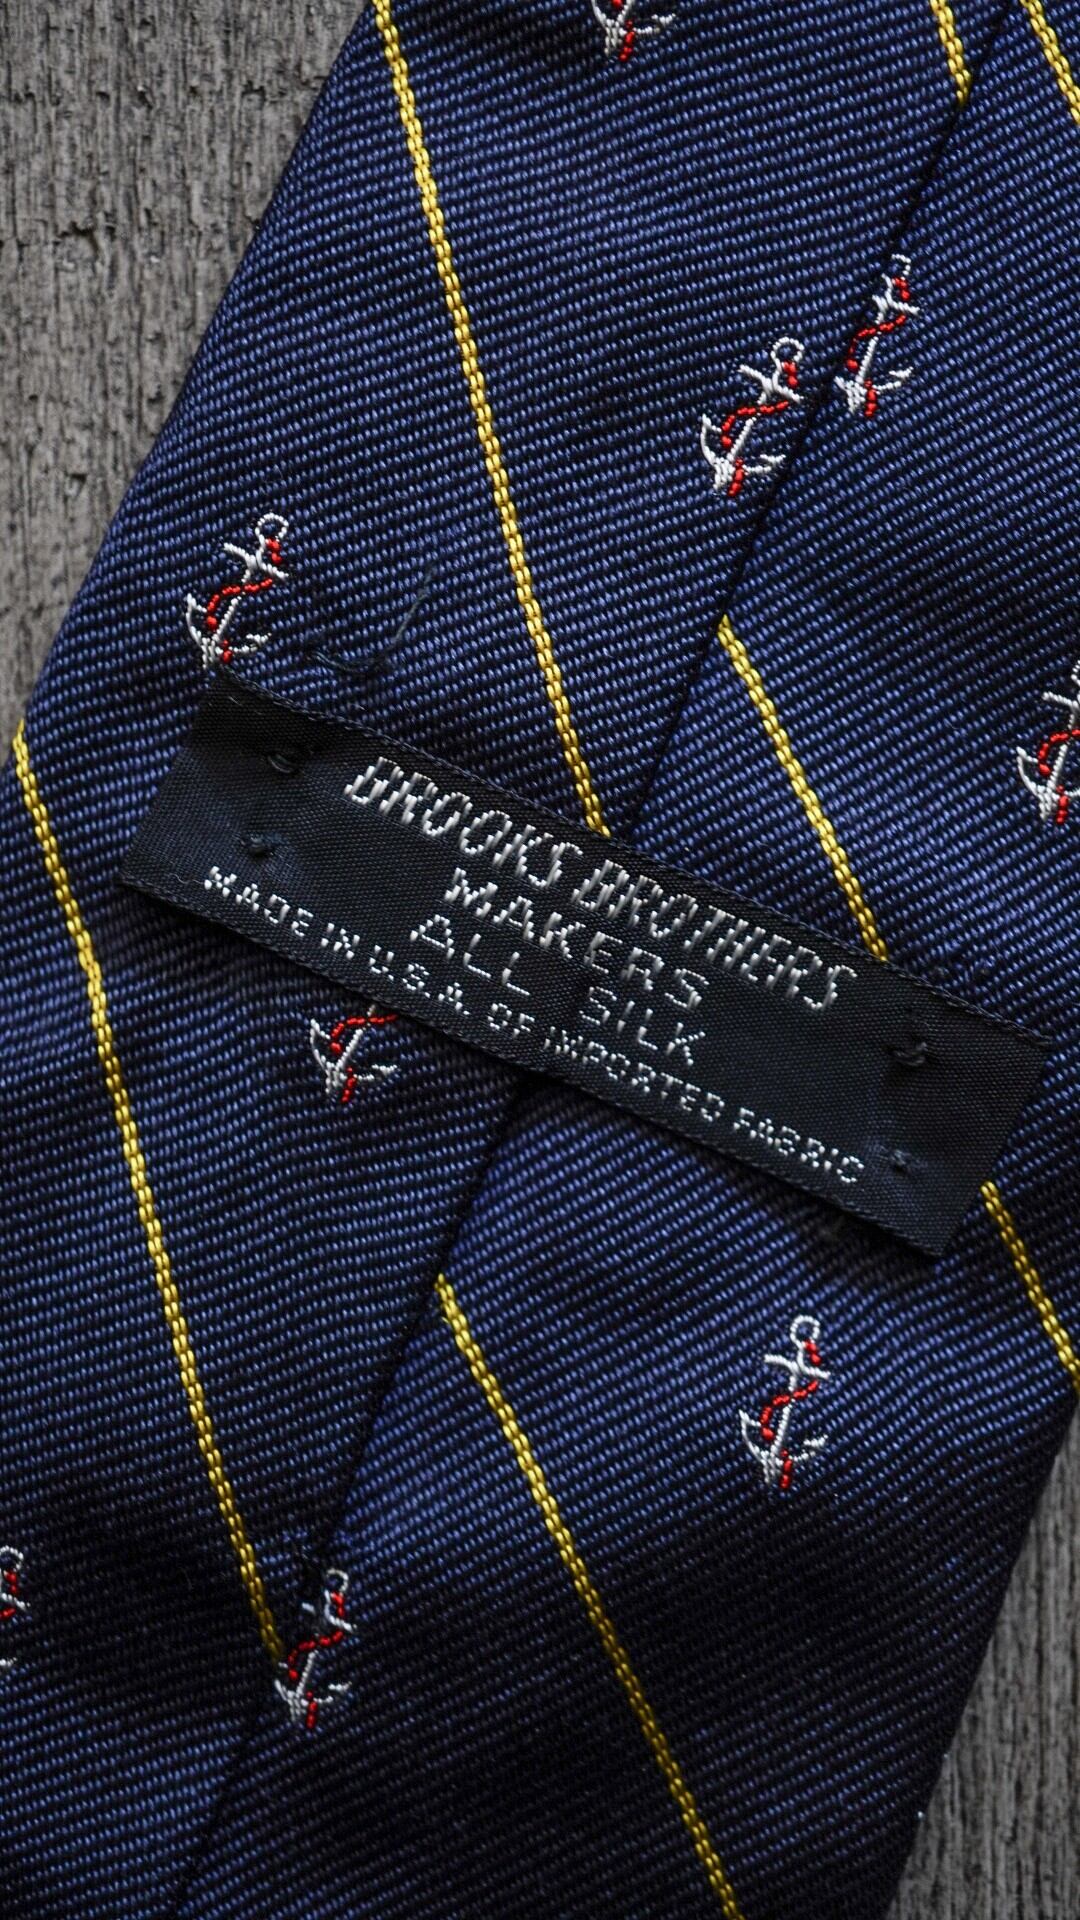 BROOKS BROTHERS
MAKERS
ALL SILK
MADE IN U.S.A. OF IMPORTED FABRIC